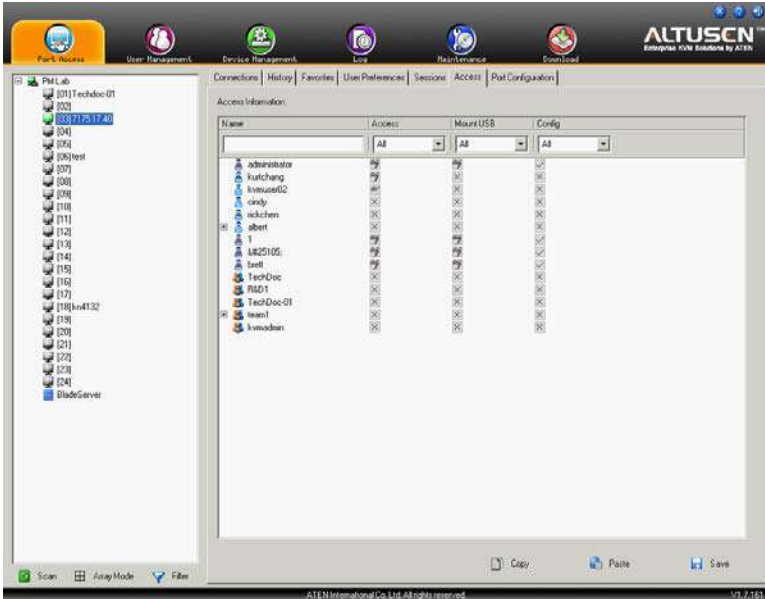 ALTUSCN™
Enterprise KVM Solutions by ATEN
Port Access
User Management
Device Management
Log
Maintenance
Download
PM Lab
[01]Techdoc-01
[02]
[03]7175 17.40
[04]
[05]
[06]test
[07]
[08]
[09]
[10]
[11]
[12]
[13]
[14]
[15]
[16]
[17]
[18]kn4132
[19]
[20]
[21]
[22]
[23]
[24]
BladeServer
Scan
Array Mode
Filter
Connections
History
Favorites
User Preferences
Sessions
Access
Port Configuration
Access Information:
Name
Access
Mount USB
Config
All
All
All
administrator
kurtchang
kvmuser02
cindy
rickchen
albert
1
&#25105;
brett
TechDoc
R&D1
TechDoc-01
team1
kvmadmin
Copy
Paste
Save
ATEN International Co. Ltd. All rights reserved.
V1.7.161